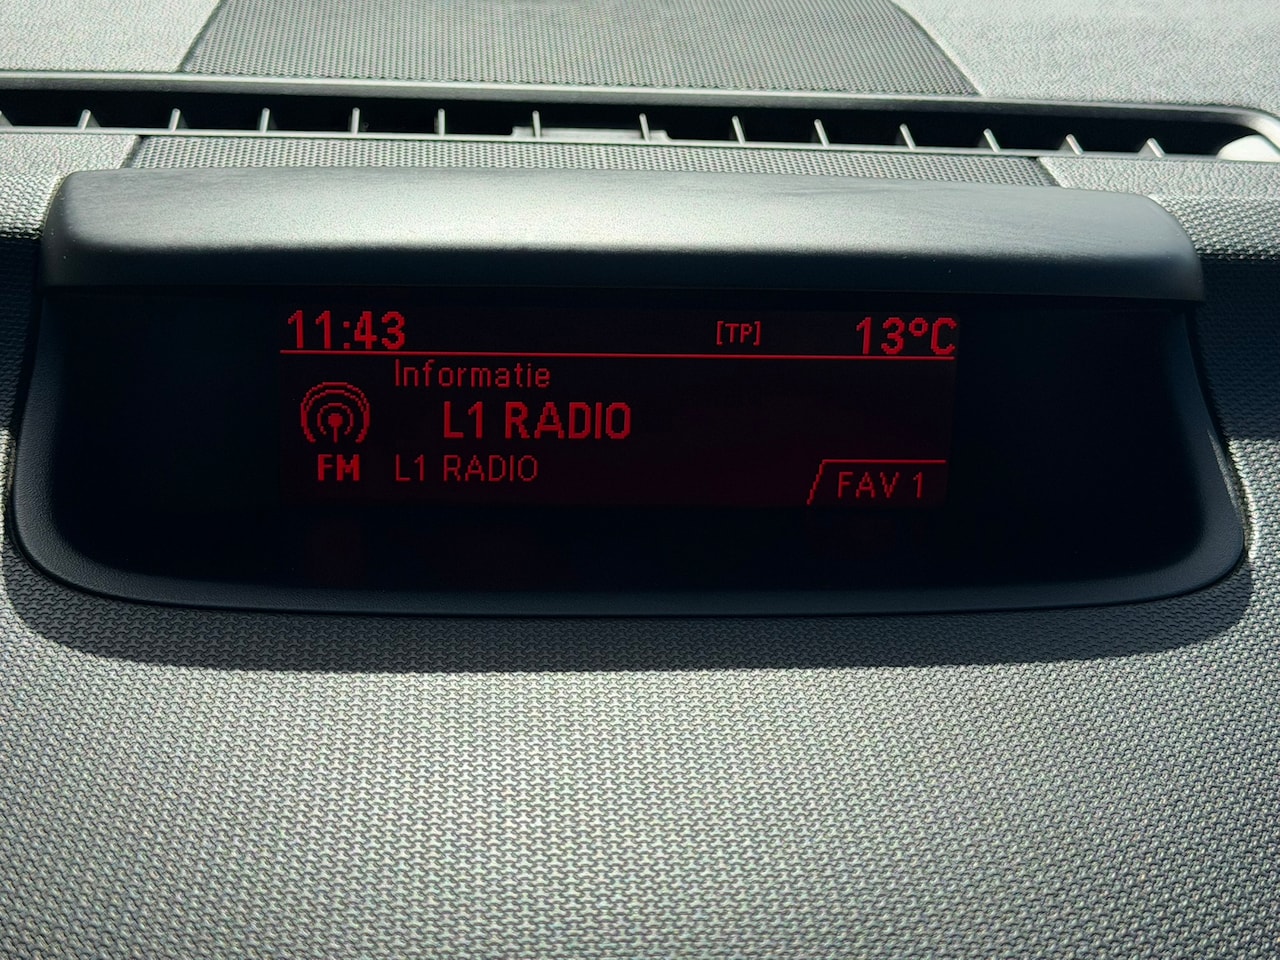 11:43 [TP] 13°C
Informatie
L1 RADIO
FM L1 RADIO
FAV 1